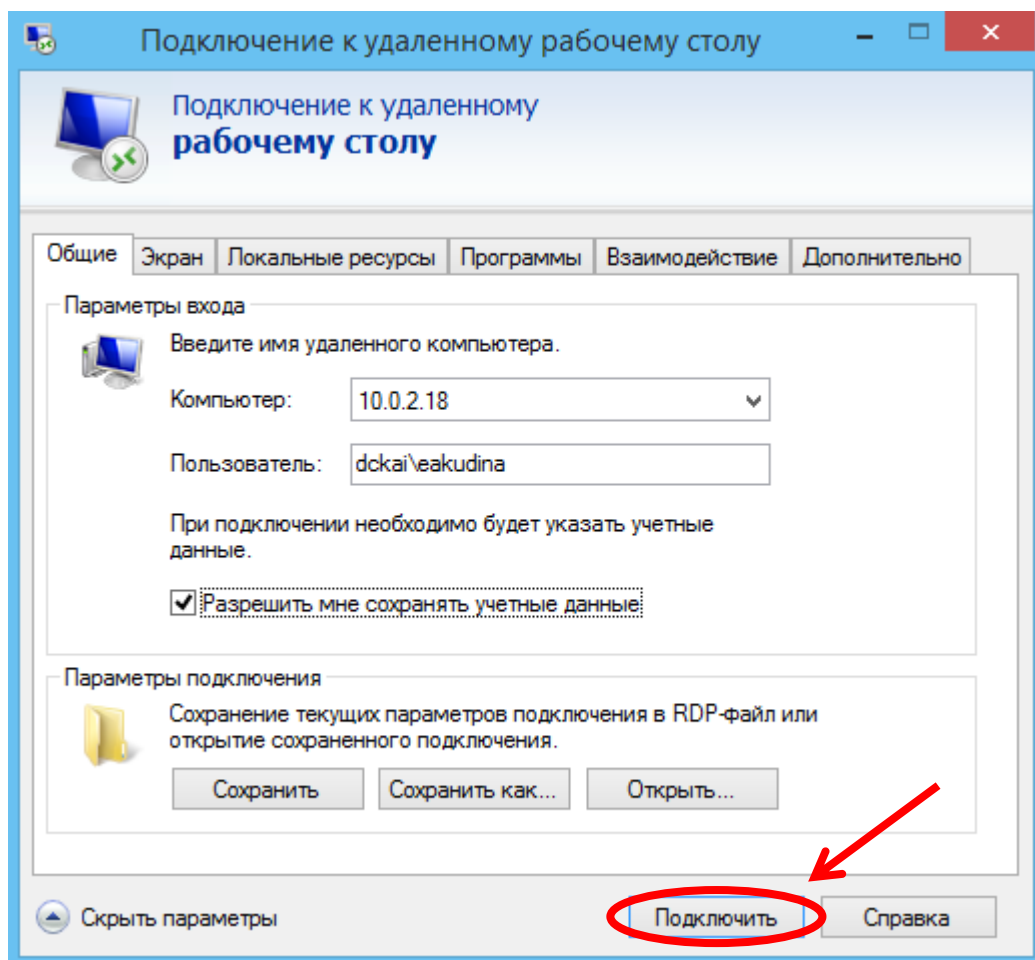 Подключение к удаленному рабочему столу
Подключение к удаленному
рабочему столу
Общие Экран Локальные ресурсы Программы Взаимодействие Дополнительно
Параметры входа
Введите имя удаленного компьютера.
Компьютер: 10.0.2.18
Пользователь: dckai\eakudina
При подключении необходимо будет указать учетные
данные.
Разрешить мне сохранять учетные данные
Параметры подключения
Сохранение текущих параметров подключения в RDP-файл или
открытие сохраненного подключения.
Сохранить Сохранить как... Открыть...
Скрыть параметры Подключить Справка